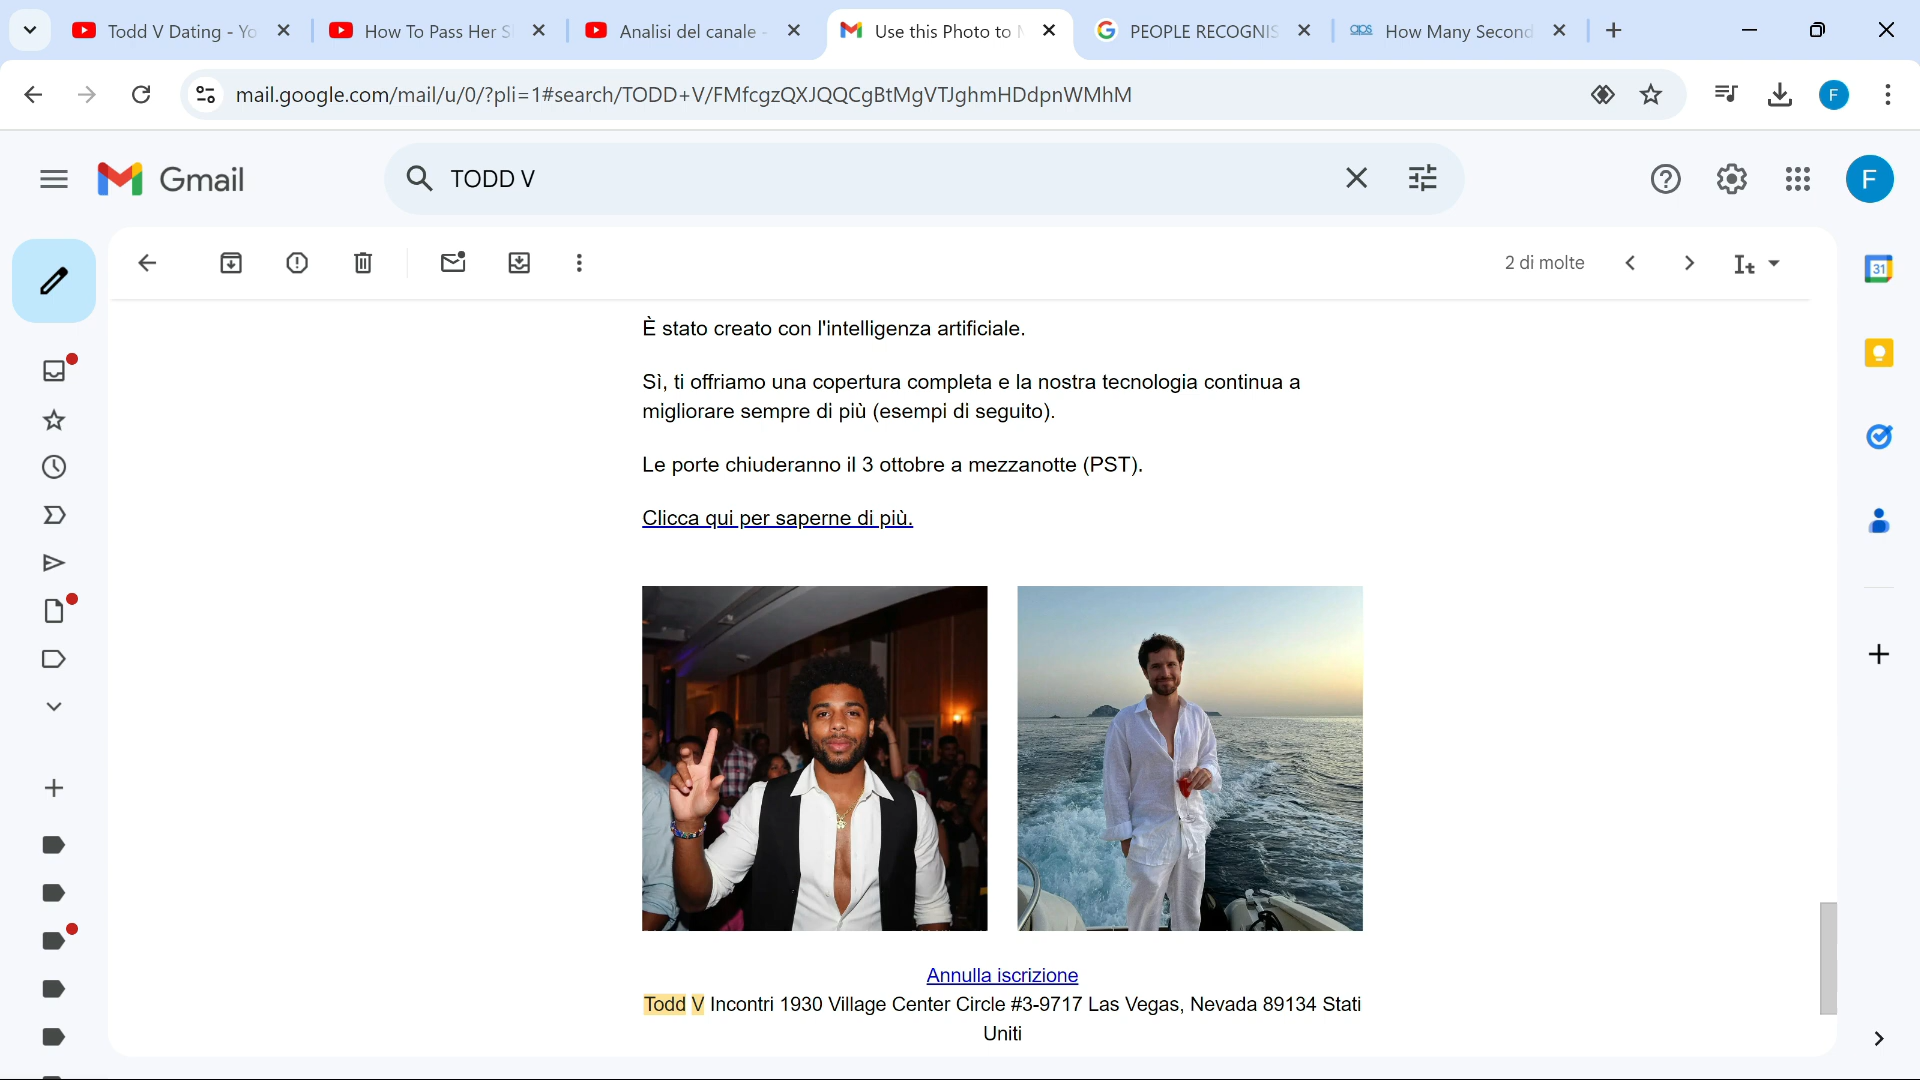 Todd V Dating - Yo
How To Pass Her S
Analisi del canale -
Use this Photo to
PEOPLE RECOGNIS
aps
How Many Second
mail.google.com/mail/u/0/?pli=1#search/TODD+V/FMfcgzQXJQQCgBtMgVTJghmHDdpnWMhM
F
Gmail
TODD V
F
2 di molte
31
È stato creato con l'intelligenza artificiale.
Sì, ti offriamo una copertura completa e la nostra tecnologia continua a
migliorare sempre di più (esempi di seguito).
Le porte chiuderanno il 3 ottobre a mezzanotte (PST).
Clicca qui per saperne di più.
Annulla iscrizione
Todd V Incontri 1930 Village Center Circle #3-9717 Las Vegas, Nevada 89134 Stati
Uniti